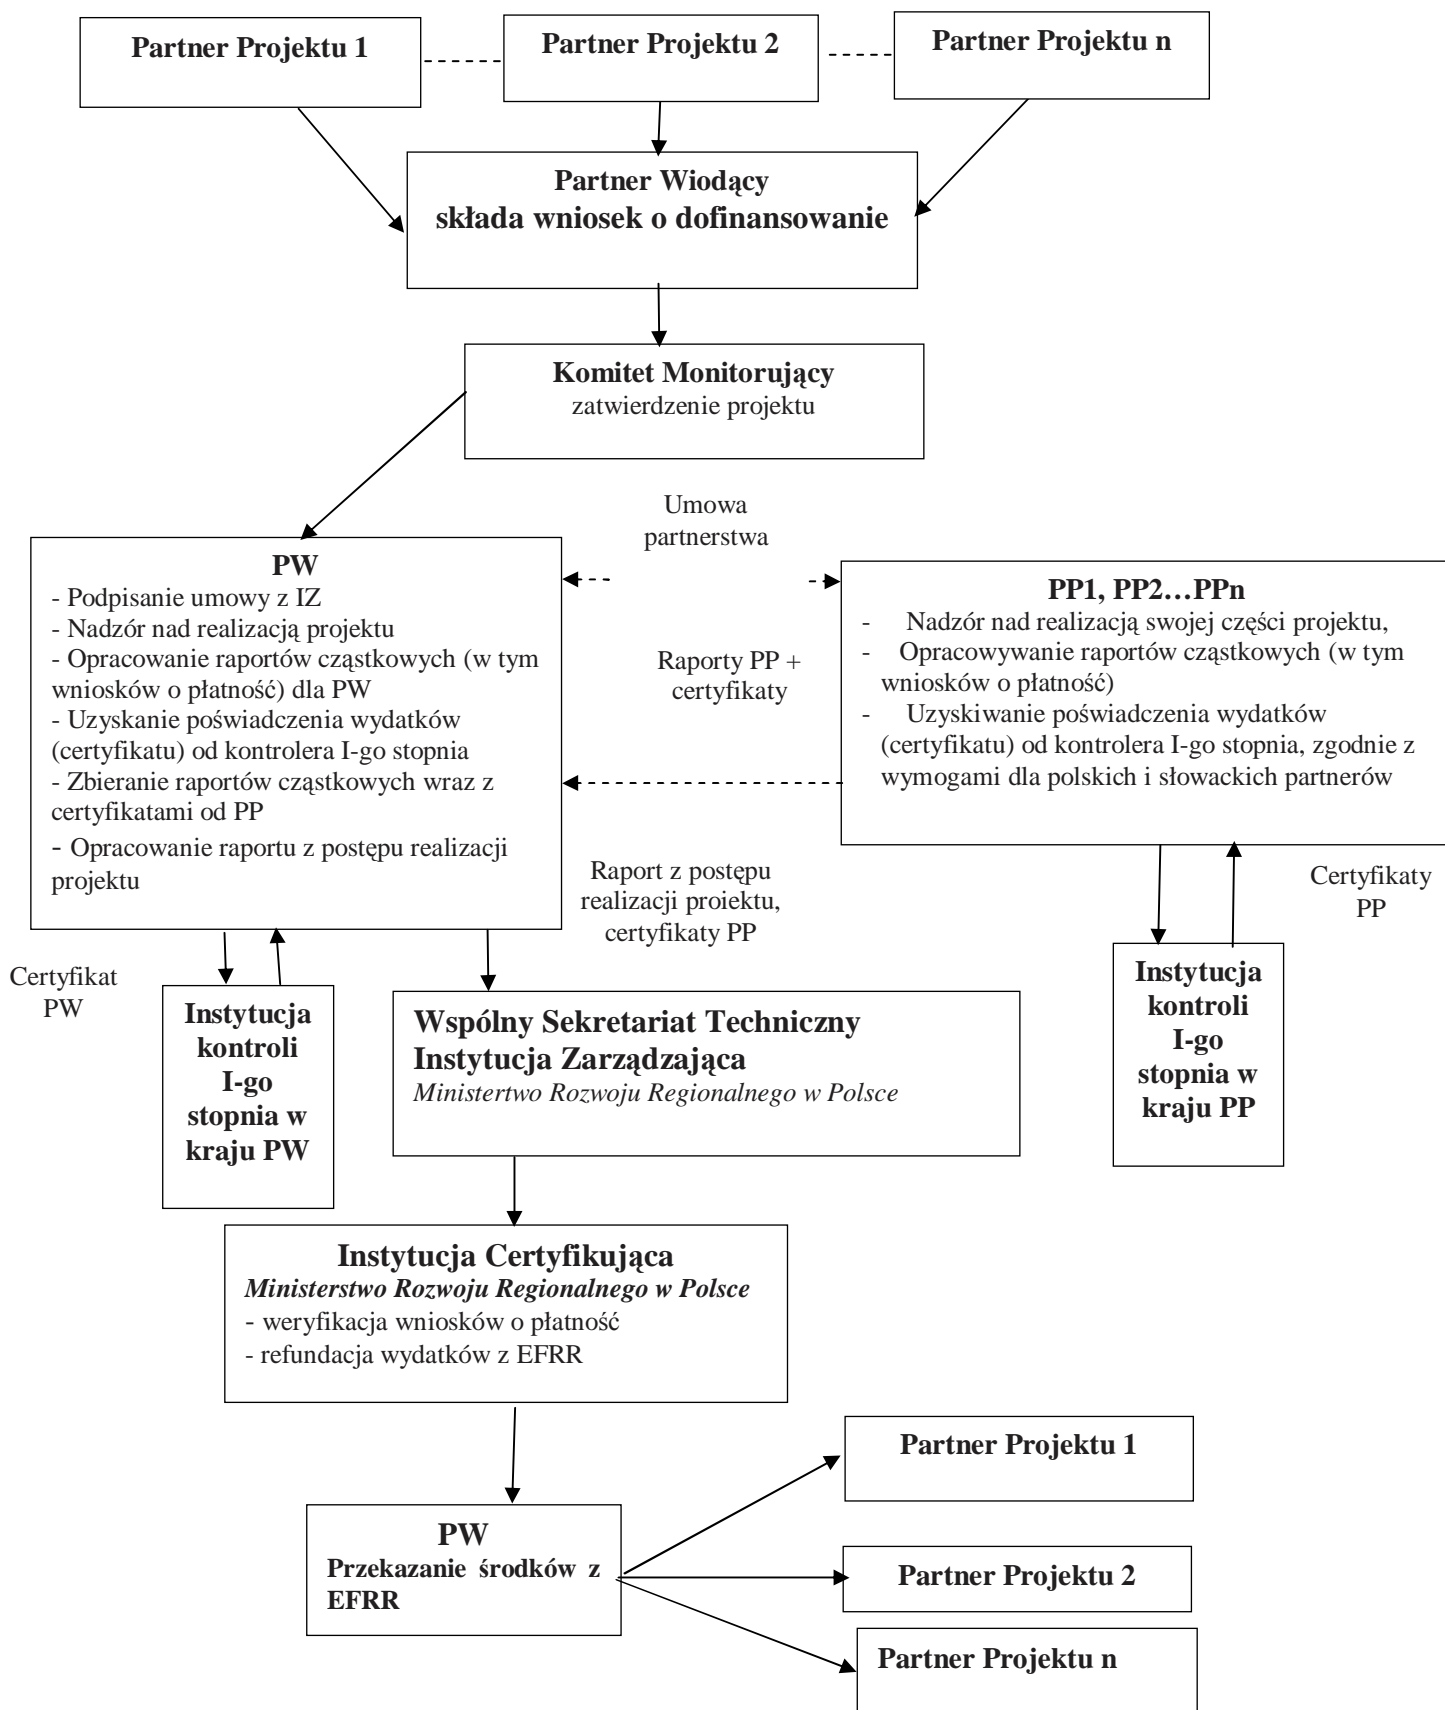 Partner Projektu 1
Partner Projektu 2
Partner Projektu n
Partner Wiodący
składa wniosek o dofinansowanie
Komitet Monitorujący
zatwierdzenie projektu
Umowa
partnerstwa
PW
- Podpisanie umowy z IZ
- Nadzór nad realizacją projektu
- Opracowanie raportów cząstkowych (w tym
wniosków o płatność) dla PW
- Uzyskanie poświadczenia wydatków
(certyfikatu) od kontrolera I-go stopnia
- Zbieranie raportów cząstkowych wraz z
certyfikatami od PP
- Opracowanie raportu z postępu realizacji
projektu
Raporty PP +
certyfikaty
PP1, PP2…PPn
- Nadzór nad realizacją swojej części projektu,
- Opracowywanie raportów cząstkowych (w tym
wniosków o płatność)
- Uzyskiwanie poświadczenia wydatków
(certyfikatu) od kontrolera I-go stopnia, zgodnie z
wymogami dla polskich i słowackich partnerów
Raport z postępu
realizacji proiektu,
certyfikaty PP
Certyfikaty
PP
Certyfikat
PW
Instytucja
kontroli
I-go
stopnia w
kraju PW
Wspólny Sekretariat Techniczny
Instytucja Zarządzająca
Ministertwo Rozwoju Regionalnego w Polsce
Instytucja
kontroli
I-go
stopnia w
kraju PP
Instytucja Certyfikująca
Ministerstwo Rozwoju Regionalnego w Polsce
- weryfikacja wniosków o płatność
- refundacja wydatków z EFRR
PW
Przekazanie środków z
EFRR
Partner Projektu 1
Partner Projektu 2
Partner Projektu n